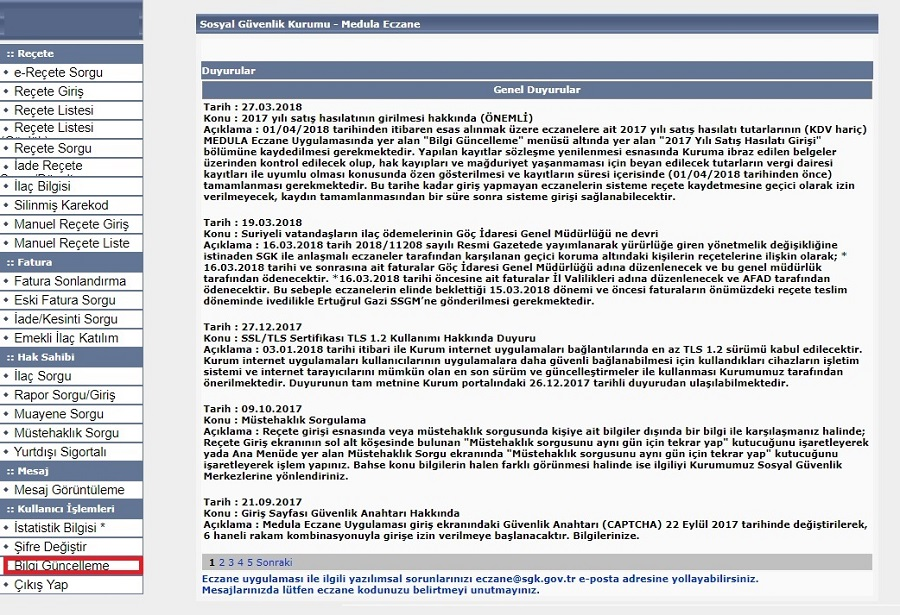 :: Reçete
e-Reçete Sorgu
Reçete Giriş
Reçete Listesi
Reçete Listesi
Reçete Sorgu
İade Reçete
İlaç Bilgisi
Silinmiş Karekod
Manuel Reçete Giriş
Manuel Reçete Liste
:: Fatura
Fatura Sonlandırma
Eski Fatura Sorgu
İade/Kesinti Sorgu
Emekli İlaç Katılım
:: Hak Sahibi
İlaç Sorgu
Rapor Sorgu/Giriş
Muayene Sorgu
Müstehaklık Sorgu
Yurtdışı Sigortalı
:: Mesaj
Mesaj Görüntüleme
:: Kullanıcı İşlemleri
İstatistik Bilgisi *
Şifre Değiştir
Bilgi Güncelleme
Çıkış Yap
Sosyal Güvenlik Kurumu - Medula Eczane
Duyurular
Genel Duyurular
Tarih : 27.03.2018
Konu : 2017 yılı satış hasılatının girilmesi hakkında (ÖNEMLİ)
Açıklama : 01/04/2018 tarihinden itibaren esas alınmak üzere eczanelere ait 2017 yılı satış hasılatı tutarlarının (KDV hariç)
MEDULA Eczane Uygulamasında yer alan "Bilgi Güncelleme" menüsü altında yer alan "2017 Yılı Satış Hasılatı Girişi"
bölümüne kaydedilmesi gerekmektedir. Yapılan kayıtlar sözleşme yenilenmesi esnasında Kuruma ibraz edilen belgeler
üzerinden kontrol edilecek olup, hak kayıpları ve mağduriyet yaşanmaması için beyan edilecek tutarların vergi dairesi
kayıtları ile uyumlu olması konusunda özen gösterilmesi ve kayıtların süresi içerisinde (01/04/2018 tarihinden önce)
tamamlanması gerekmektedir. Bu tarihe kadar giriş yapmayan eczanelerin sisteme reçete kaydetmesine geçici olarak izin
verilmeyecek, kaydın tamamlanmasından bir süre sonra sisteme girişi sağlanabilecektir.
Tarih : 19.03.2018
Konu : Suriyeli vatandaşların ilaç ödemelerinin Göç İdaresi Genel Müdürlüğü ne devri
Açıklama : 16.03.2018 tarih 2018/11208 sayılı Resmi Gazetede yayımlanarak yürürlüğe giren yönetmelik değişikliğine
istinaden SGK ile anlaşmalı eczaneler tarafından karşılanan geçici koruma altındaki kişilerin reçetelerine ilişkin olarak; *
16.03.2018 tarihi ve sonrasına ait faturalar Göç İdaresi Genel Müdürlüğü adına düzenlenecek ve bu genel müdürlük
tarafından ödenecektir. *16.03.2018 tarihi öncesine ait faturalar İl Valilikleri adına düzenlenecek ve AFAD tarafından
ödenecektir. Bu sebeple eczanelerin elinde beklettiği 15.03.2018 dönemi ve öncesi faturaların önümüzdeki reçete teslim
döneminde ivedilikle Ertuğrul Gazi SSGM’ne gönderilmesi gerekmektedir.
Tarih : 27.12.2017
Konu : SSL/TLS Sertifikası TLS 1.2 Kullanımı Hakkında Duyuru
Açıklama : 03.01.2018 tarihi itibari ile Kurum internet uygulamaları bağlantılarında en az TLS 1.2 sürümü kabul edilecektir.
Kurum internet uygulamaları kullanıcılarının uygulamalara daha güvenli bağlanabilmesi için kullandıkları cihazların işletim
sistemi ve internet tarayıcılarını mümkün olan en son sürüm ve güncelleştirmeler ile kullanması Kurumumuz tarafından
önerilmektedir. Duyurunun tam metnine Kurum portalındaki 26.12.2017 tarihli duyurudan ulaşılabilmektedir.
Tarih : 09.10.2017
Konu : Müstehaklık Sorgulama
Açıklama : Reçete girişi esnasında veya müstehaklık sorgusunda kişiye ait bilgiler dışında bir bilgi ile karşılaşmanız halinde;
Reçete Giriş ekranının sol alt köşesinde bulunan "Müstehaklık sorgusunu aynı gün için tekrar yap" kutucuğunu işaretleyerek
yada Ana Menüde yer alan Müstehaklık Sorgu ekranında "Müstehaklık sorgusunu aynı gün için tekrar yap" kutucuğunu
işaretleyerek işlem yapınız. Bahse konu bilgilerin halen farklı görünmesi halinde ise ilgiliyi Kurumumuz Sosyal Güvenlik
Merkezlerine yönlendiriniz.
Tarih : 21.09.2017
Konu : Giriş Sayfası Güvenlik Anahtarı Hakkında
Açıklama : Medula Eczane Uygulaması giriş ekranındaki Güvenlik Anahtarı (CAPTCHA) 22 Eylül 2017 tarihinde değiştirilerek,
6 haneli rakam kombinasyonuyla girişe izin verilmeye başlanacaktır. Bilgilerinize.
1 2 3 4 5 Sonraki
Eczane uygulaması ile ilgili yazılımsal sorunlarınızı eczane@sgk.gov.tr e-posta adresine yollayabilirsiniz.
Mesajlarınızda lütfen eczane kodunuzu belirtmeyi unutmayınız.